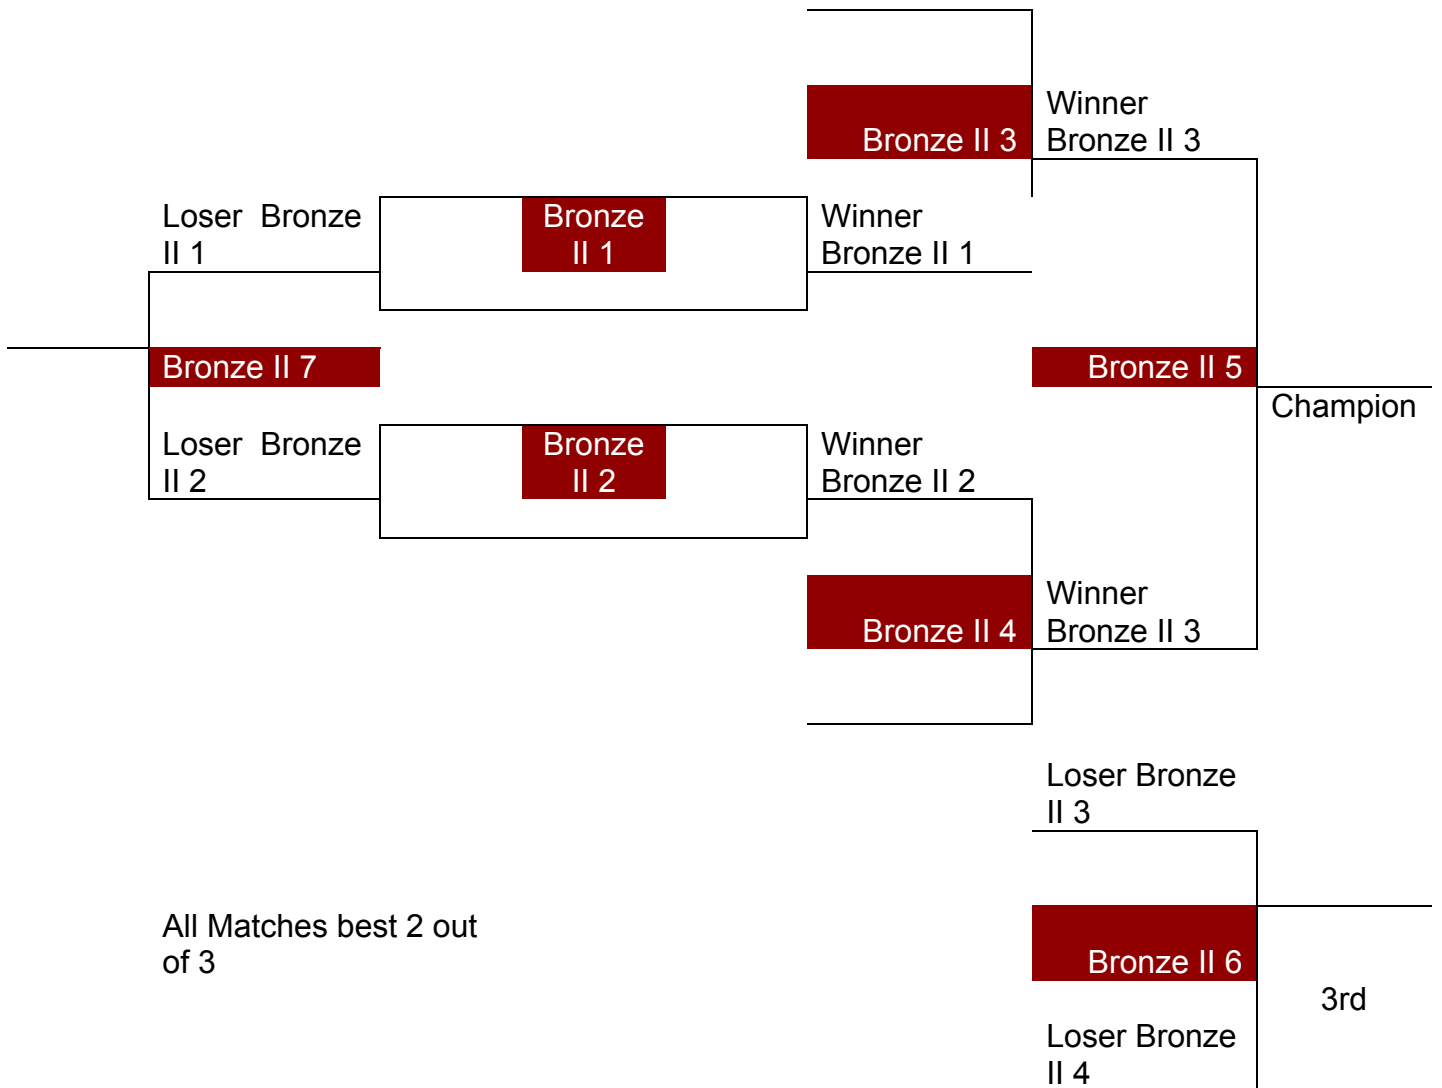 Winner
Bronze II 3
Bronze II 3
Loser Bronze
II 1
Bronze
II 1
Winner
Bronze II 1
Bronze II 7
Bronze II 5
Champion
Loser Bronze
II 2
Bronze
II 2
Winner
Bronze II 2
Bronze II 4
Winner
Bronze II 3
Loser Bronze
II 3
All Matches best 2 out
of 3
Bronze II 6
3rd
Loser Bronze
II 4